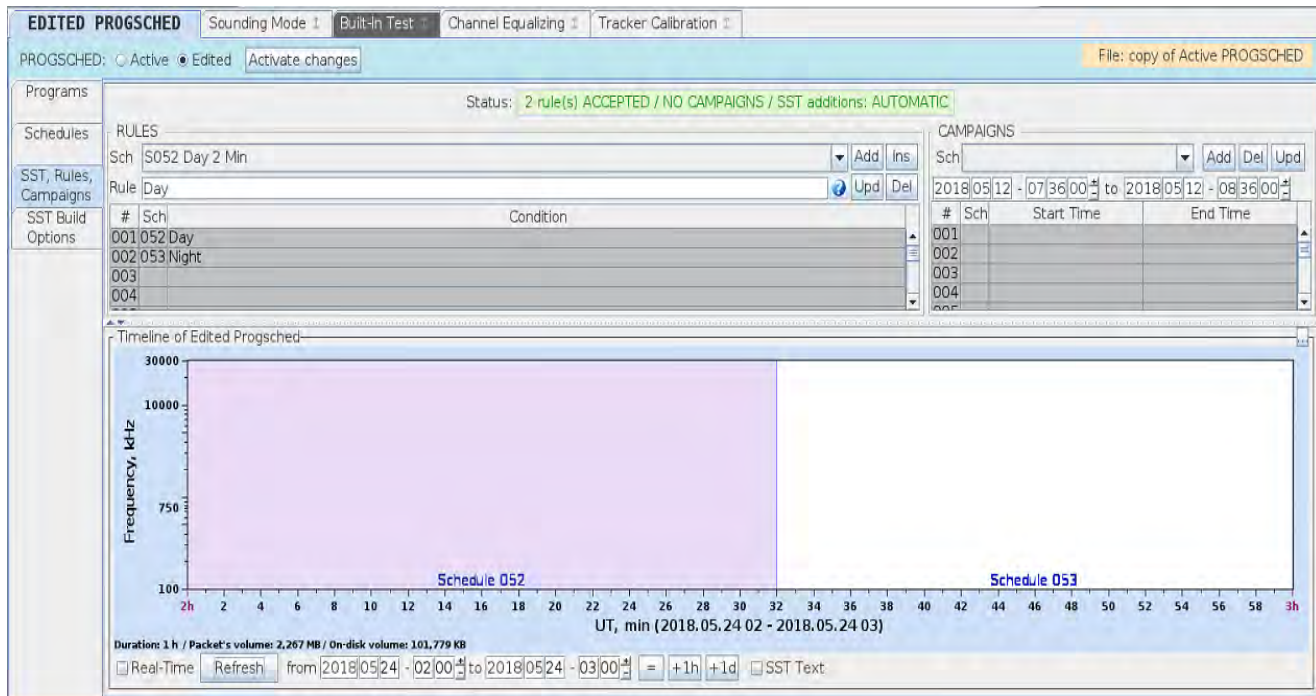 EDITED PROGSCHED Sounding Mode Built-In Test Channel Equalizing Tracker Calibration
PROGSCHED: Active Edited Activate changes File: copy of Active PROGSCHED
Programs
Schedules
SST, Rules,
Campaigns
SST Build
Options
Status: 2 rule(s) ACCEPTED / NO CAMPAIGNS / SST additions: AUTOMATIC
RULES
Sch S052 Day 2 Min Add Ins
Rule Day ? Upd Del
# Sch Condition
001 052 Day
002 053 Night
003
004
CAMPAIGNS
Sch Add Del Upd
2018 05 12 - 07 36 00 to 2018 05 12 - 08 36 00
# Sch Start Time End Time
001
002
003
004
Timeline of Edited Progsched
30000
10000
750
100
Frequency, kHz
Schedule 052 Schedule 053
2h 2 4 6 8 10 12 14 16 18 20 22 24 26 28 30 32 34 36 38 40 42 44 46 48 50 52 54 56 58 3h
UT, min (2018.05.24 02 - 2018.05.24 03)
Duration: 1 h / Packet's volume: 2,267 MB / On-disk volume: 101,779 KB
Real-Time Refresh from 2018 05 24 - 02 00 to 2018 05 24 - 03 00 = +1h +1d SST Text